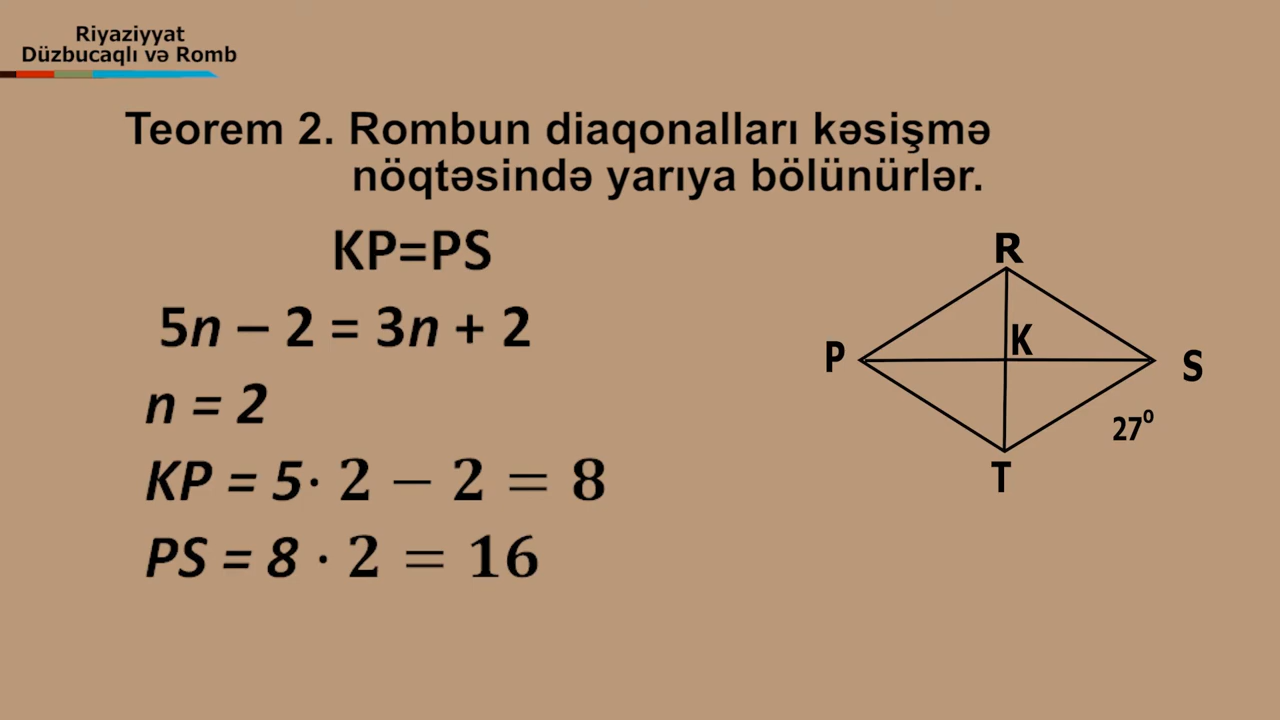 Riyaziyyat
Düzbucaqlı və Romb
Teorem 2. Rombun diaqonalları kəsişmə
nöqtəsində yarıya bölünürlər.
KP=PS
5n – 2 = 3n + 2
n = 2
KP = 5· 2 − 2 = 8
PS = 8 · 2 = 16
R
K
P
S
27⁰
T